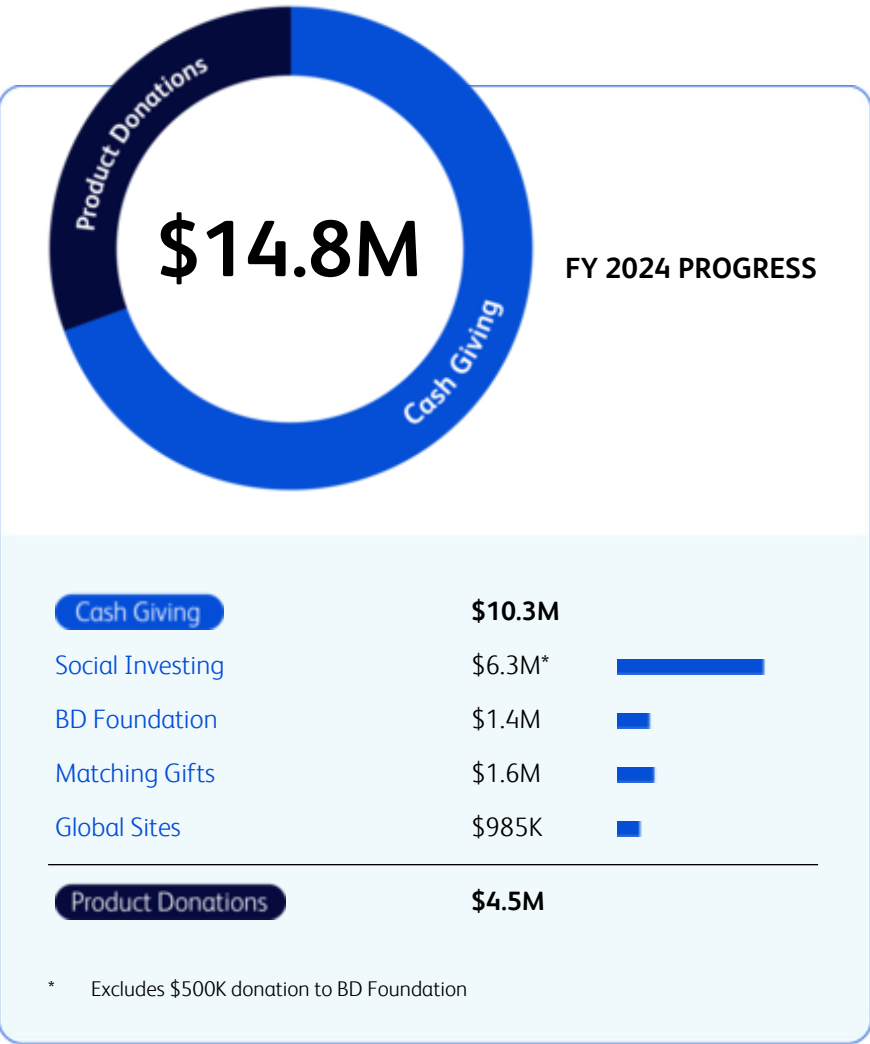 Product Donations
$14.8M
FY 2024 PROGRESS
Cash Giving
Cash Giving $10.3M
Social Investing $6.3M*
BD Foundation $1.4M
Matching Gifts $1.6M
Global Sites $985K
Product Donations $4.5M
* Excludes $500K donation to BD Foundation